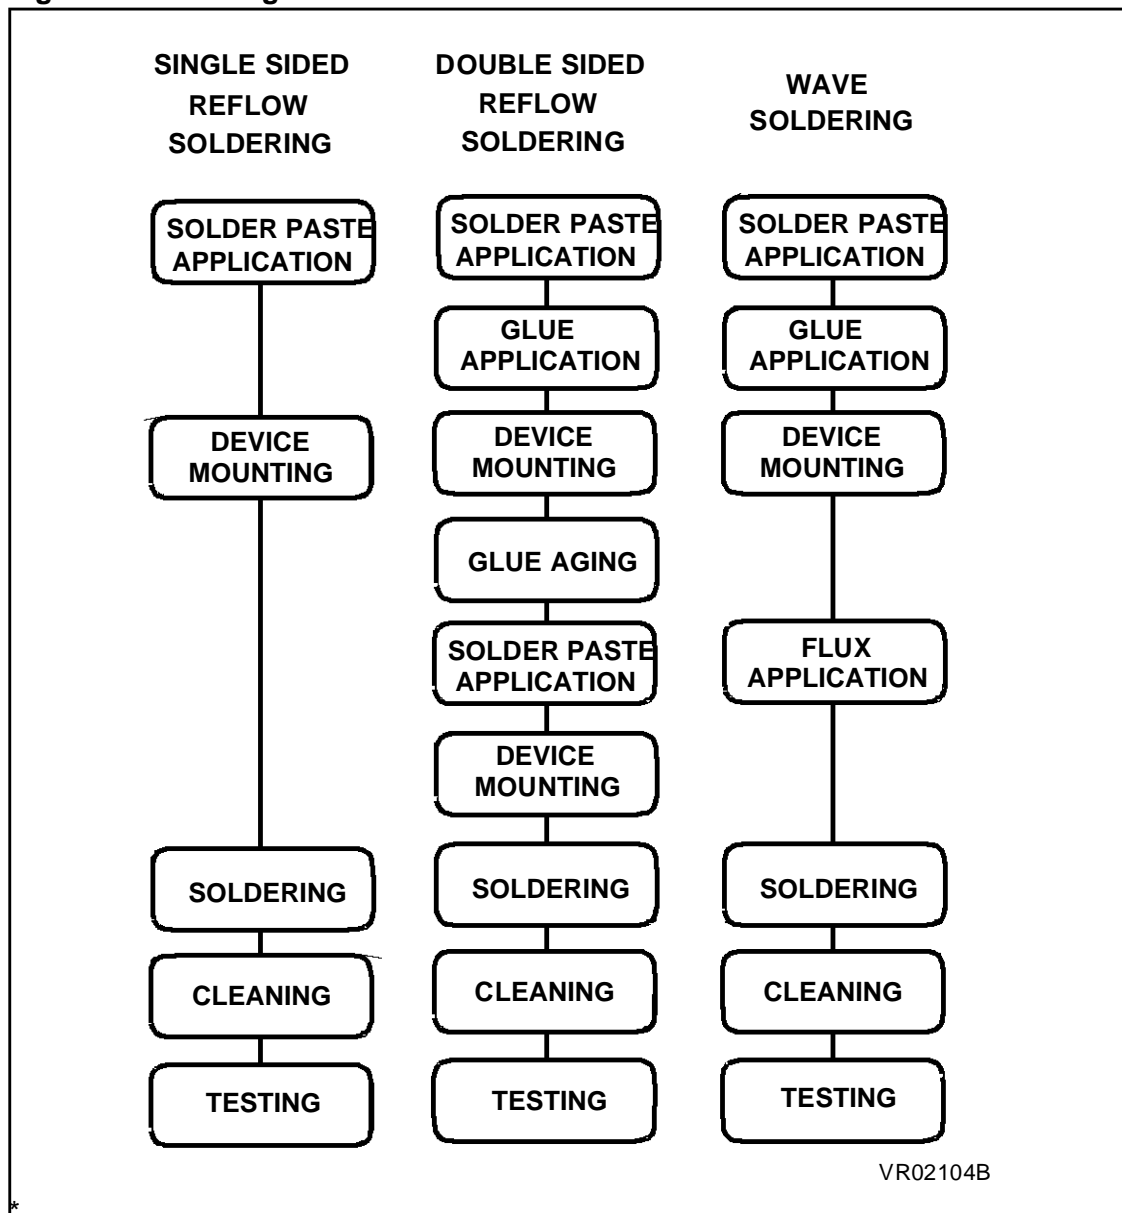 SINGLE SIDED
REFLOW
SOLDERING
DOUBLE SIDED
REFLOW
SOLDERING
WAVE
SOLDERING
SOLDER PASTE
APPLICATION
DEVICE
MOUNTING
SOLDERING
CLEANING
TESTING
SOLDER PASTE
APPLICATION
GLUE
APPLICATION
DEVICE
MOUNTING
GLUE AGING
SOLDER PASTE
APPLICATION
DEVICE
MOUNTING
SOLDERING
CLEANING
TESTING
SOLDER PASTE
APPLICATION
GLUE
APPLICATION
DEVICE
MOUNTING
FLUX
APPLICATION
SOLDERING
CLEANING
TESTING
VR02104B
*